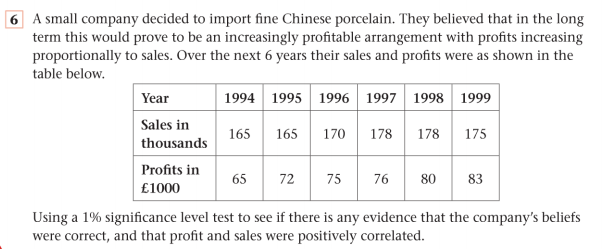 6 A small company decided to import fine Chinese porcelain. They believed that in the long
term this would prove to be an increasingly profitable arrangement with profits increasing
proportionally to sales. Over the next 6 years their sales and profits were as shown in the
table below.
Year 1994 1995 1996 1997 1998 1999
Sales in
thousands 165 165 170 178 178 175
Profits in
£1000 65 72 75 76 80 83
Using a 1% significance level test to see if there is any evidence that the company's beliefs
were correct, and that profit and sales were positively correlated.